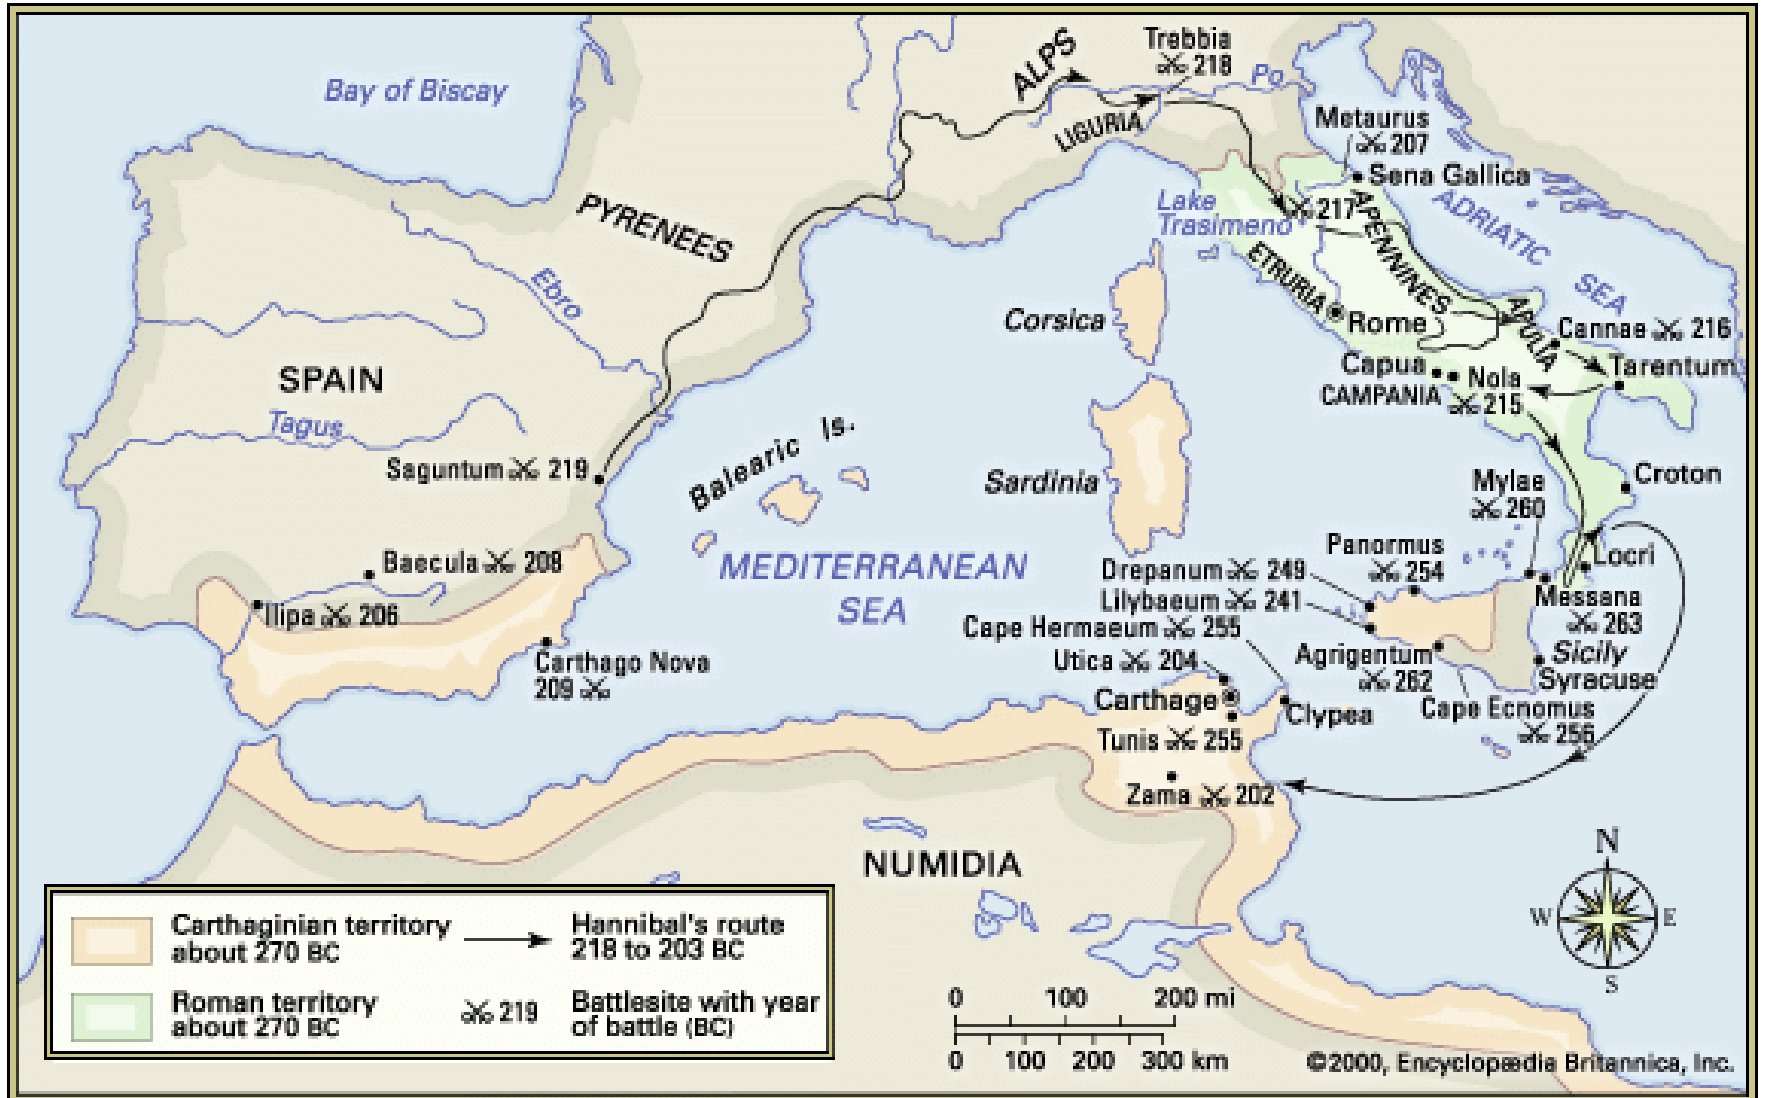 Bay of Biscay
ALPS
Trebbia
218
Po
LIGURIA
Metaurus
207
Sena Gallica
PYRENEES
Lake
Trasimeno
217
APENNINES
ADRIATIC
SEA
ETRURIA
Ebro
Corsica
Rome
APULIA
Cannae 216
Capua
Nola
Tarentum
CAMPANIA
215
SPAIN
Tagus
Saguntum 219
Balearic Is.
Sardinia
Croton
Mylae
260
MEDITERRANEAN
SEA
Baecula 208
Ilipa 206
Carthago Nova
209
Panormus
254
Locri
Drepanum 249
Lilybaeum 241
Cape Hermaeum 255
Messana
263
Utica 204
Agrigentum
262
Sicily
Syracuse
Carthage
Clypea
Cape Ecnomus
256
Tunis 255
Zama 202
NUMIDIA
N
W
E
S
Carthaginian territory
about 270 BC
Hannibal's route
218 to 203 BC
Roman territory
about 270 BC
219
Battlesite with year
of battle (BC)
0 100 200 mi
0 100 200 300 km
©2000, Encyclopædia Britannica, Inc.